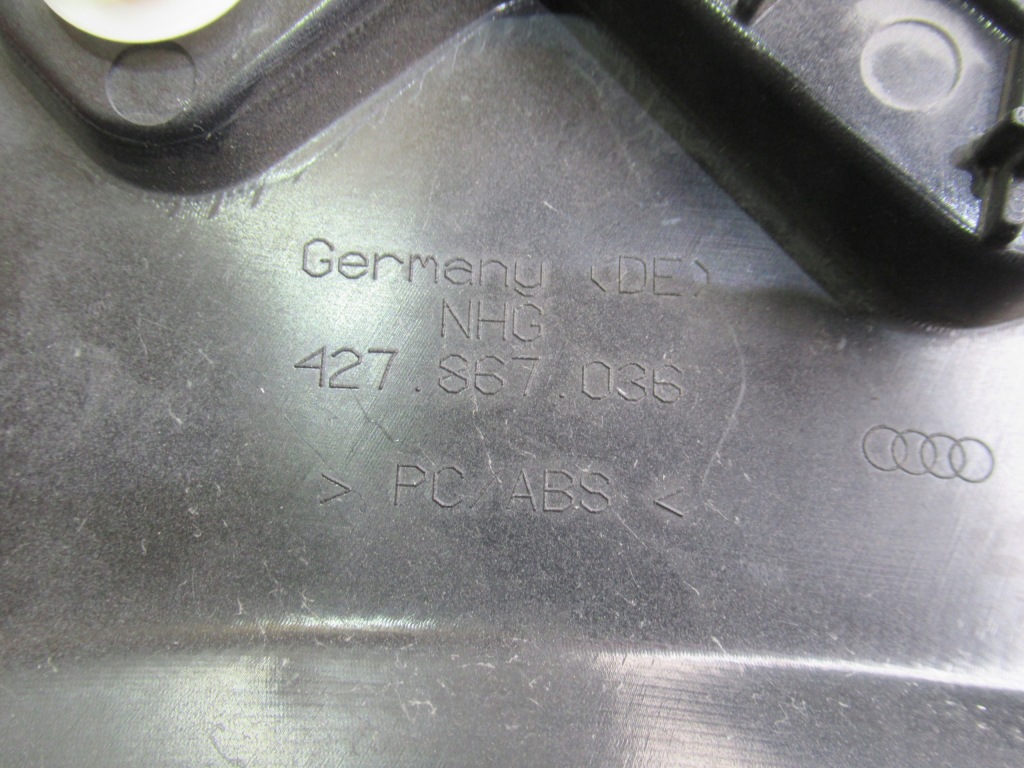 Germany (DE)
NHG
427.867.036
> PC/ABS <